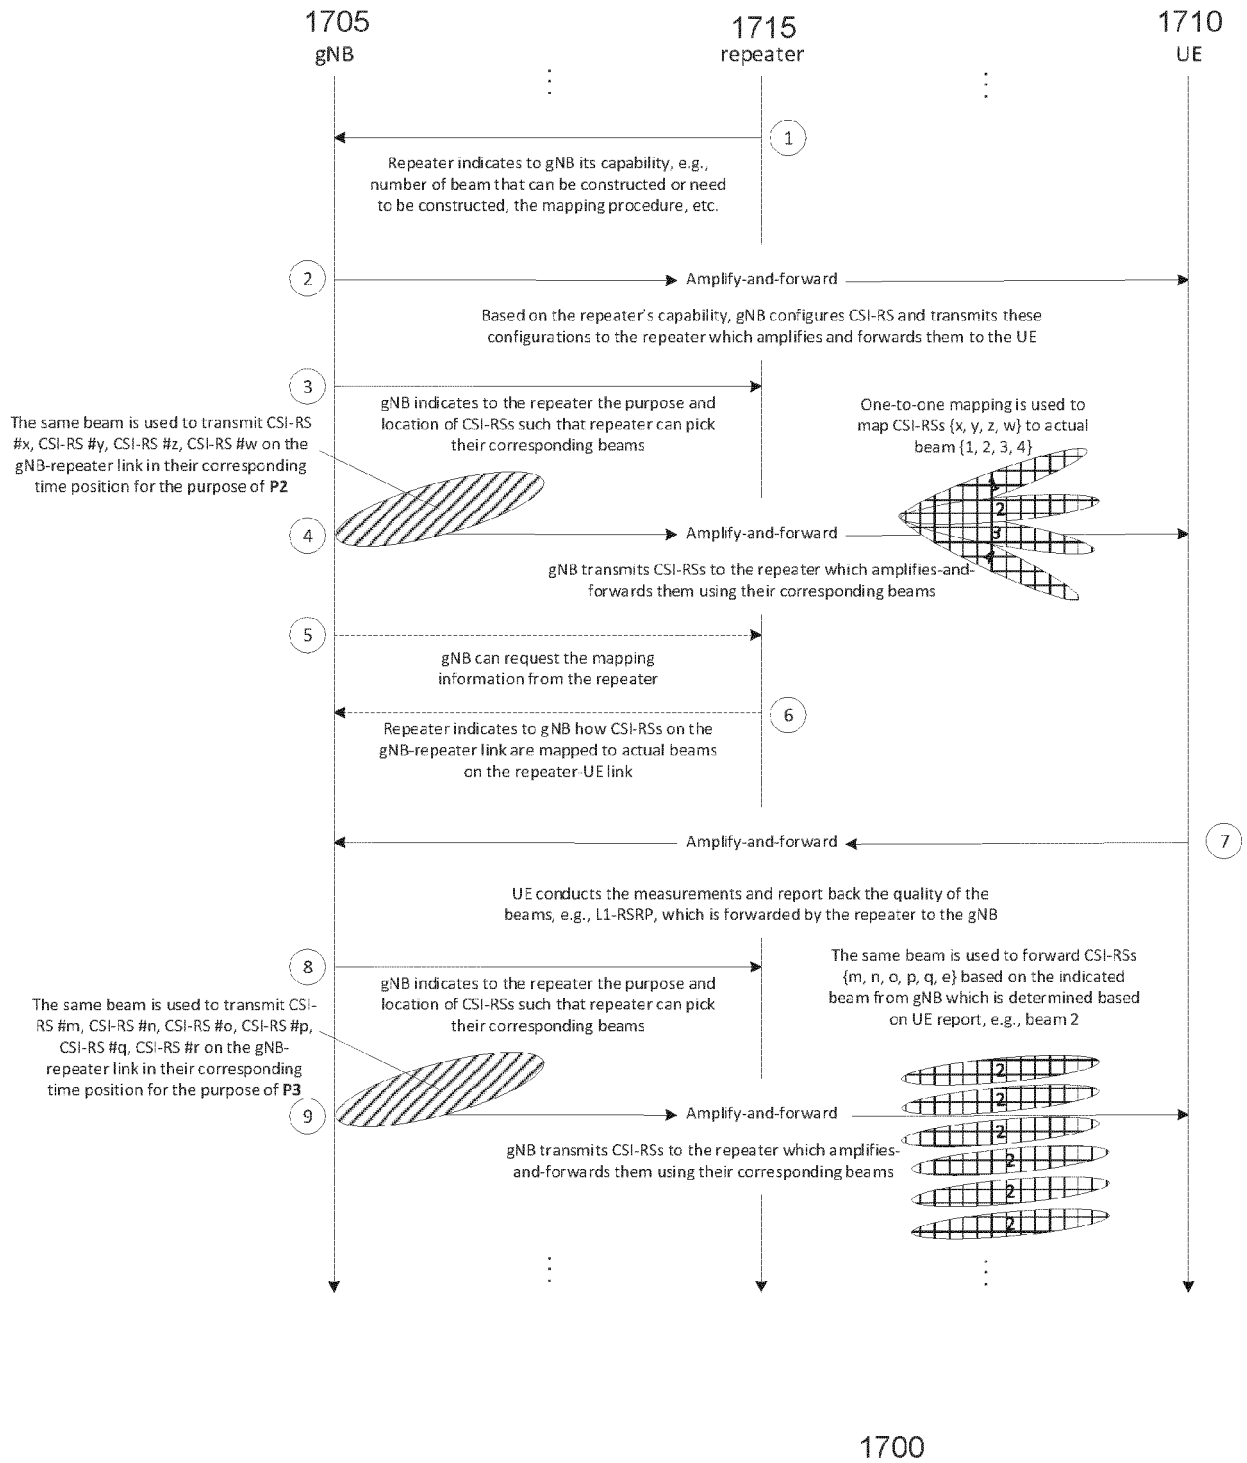 1705
gNB
1715
repeater
1710
UE
1
Repeater indicates to gNB its capability, e.g.,
number of beam that can be constructed or need
to be constructed, the mapping procedure, etc.
2
Amplify-and-forward
Based on the repeater's capability, gNB configures CSI-RS and transmits these
configurations to the repeater which amplifies and forwards them to the UE
3
gNB indicates to the repeater the purpose and
location of CSI-RSs such that repeater can pick
their corresponding beams
The same beam is used to transmit CSI-RS
#x, CSI-RS #y, CSI-RS #z, CSI-RS #w on the
gNB-repeater link in their corresponding
time position for the purpose of P2
One-to-one mapping is used to
map CSI-RSs {x, y, z, w} to actual
beam {1, 2, 3, 4}
1
2
3
4
4
Amplify-and-forward
gNB transmits CSI-RSs to the repeater which amplifies-and-
forwards them using their corresponding beams
5
gNB can request the mapping
information from the repeater
6
Repeater indicates to gNB how CSI-RSs on the
gNB-repeater link are mapped to actual beams
on the repeater-UE link
Amplify-and-forward
7
UE conducts the measurements and report back the quality of the
beams, e.g., L1-RSRP, which is forwarded by the repeater to the gNB
8
gNB indicates to the repeater the purpose and
location of CSI-RSs such that repeater can pick
their corresponding beams
The same beam is used to forward CSI-RSs
{m, n, o, p, q, e} based on the indicated
beam from gNB which is determined based
on UE report, e.g., beam 2
The same beam is used to transmit CSI-
RS #m, CSI-RS #n, CSI-RS #o, CSI-RS #p,
CSI-RS #q, CSI-RS #r on the gNB-
repeater link in their corresponding
time position for the purpose of P3
9
Amplify-and-forward
gNB transmits CSI-RSs to the repeater which amplifies-
and-forwards them using their corresponding beams
2
2
2
2
2
2
1700